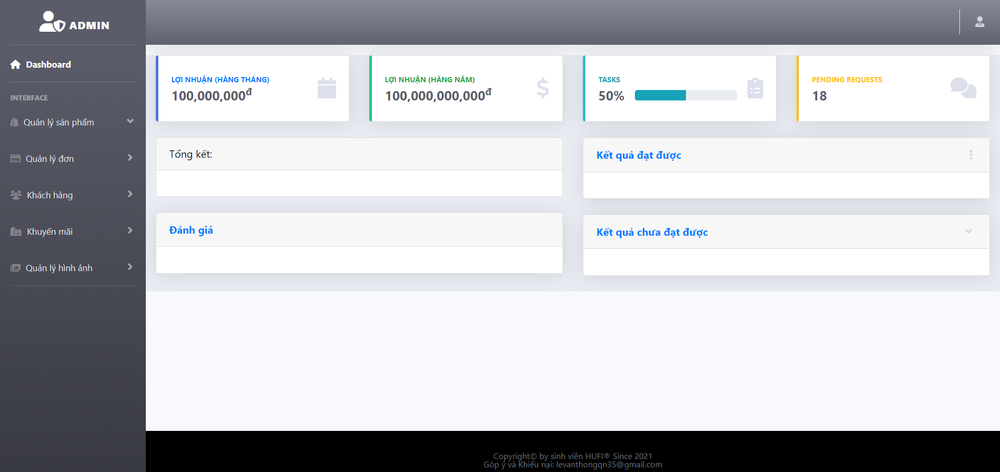 ADMIN
Dashboard
INTERFACE
Quản lý sản phẩm
Quản lý đơn
Khách hàng
Khuyến mãi
Quản lý hình ảnh
LỢI NHUẬN (HÀNG THÁNG)
100,000,000đ
LỢI NHUẬN (HÀNG NĂM)
100,000,000,000đ
TASKS
50%
PENDING REQUESTS
18
Tổng kết:
Kết quả đạt được
Đánh giá
Kết quả chưa đạt được
Copyright© by sinh viên HUFI® Since 2021
Góp ý và Khiếu nại: levanthongqn35@gmail.com